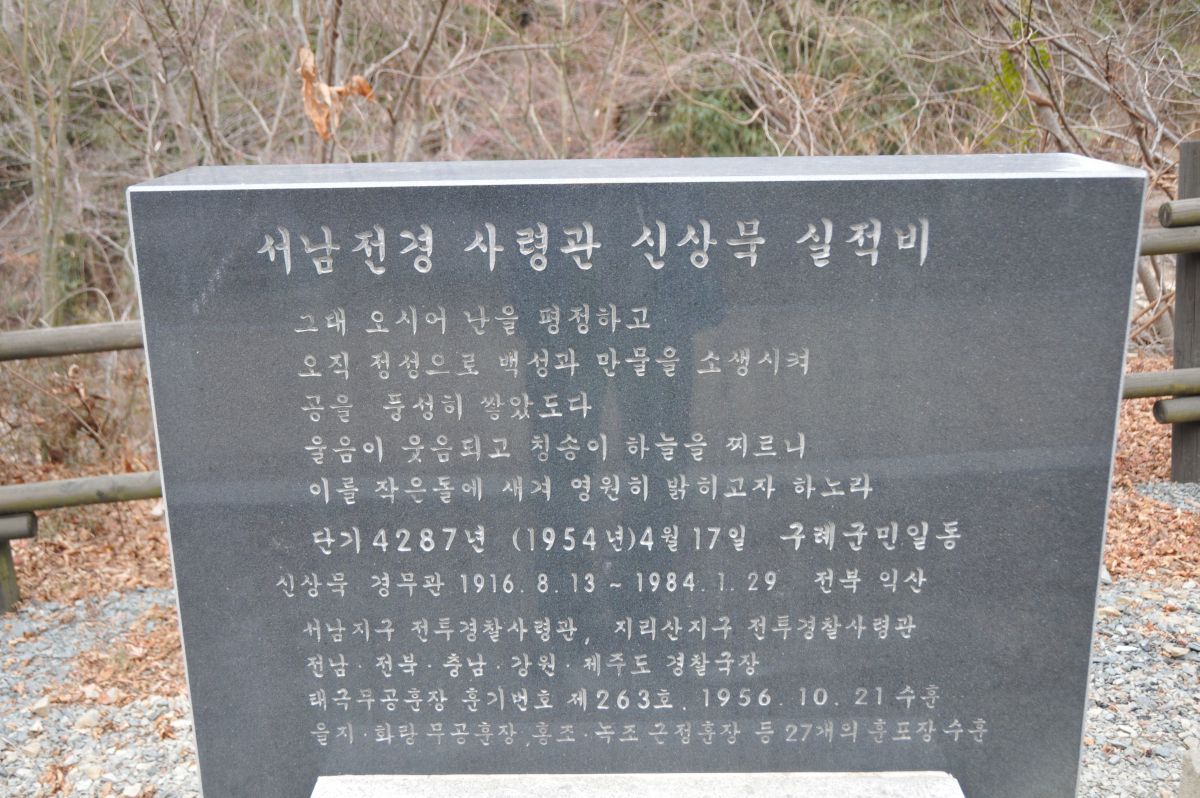 서남전경 사령관 신상묵 실적비
그대 오시어 난을 평정하고
오직 정성으로 백성과 만물을 소생시켜
공을 풍성히 쌓았도다
울음이 웃음되고 칭송이 하늘을 찌르니
이를 작은돌에 새겨 영원히 밝히고자 하노라
단기 4287년 (1954년)4월 17일 구례군민일동
신상묵 경무관 1916. 8. 13 ~ 1984. 1. 29 전북 익산
서남지구 전투경찰사령관, 지리산지구 전투경찰사령관
전남·전북·충남·강원·제주도 경찰국장
태극무공훈장 훈기번호 제263호, 1956. 10. 21 수훈
을지·화랑 무공훈장, 홍조·녹조 근정훈장 등 27개의 훈포장 수훈